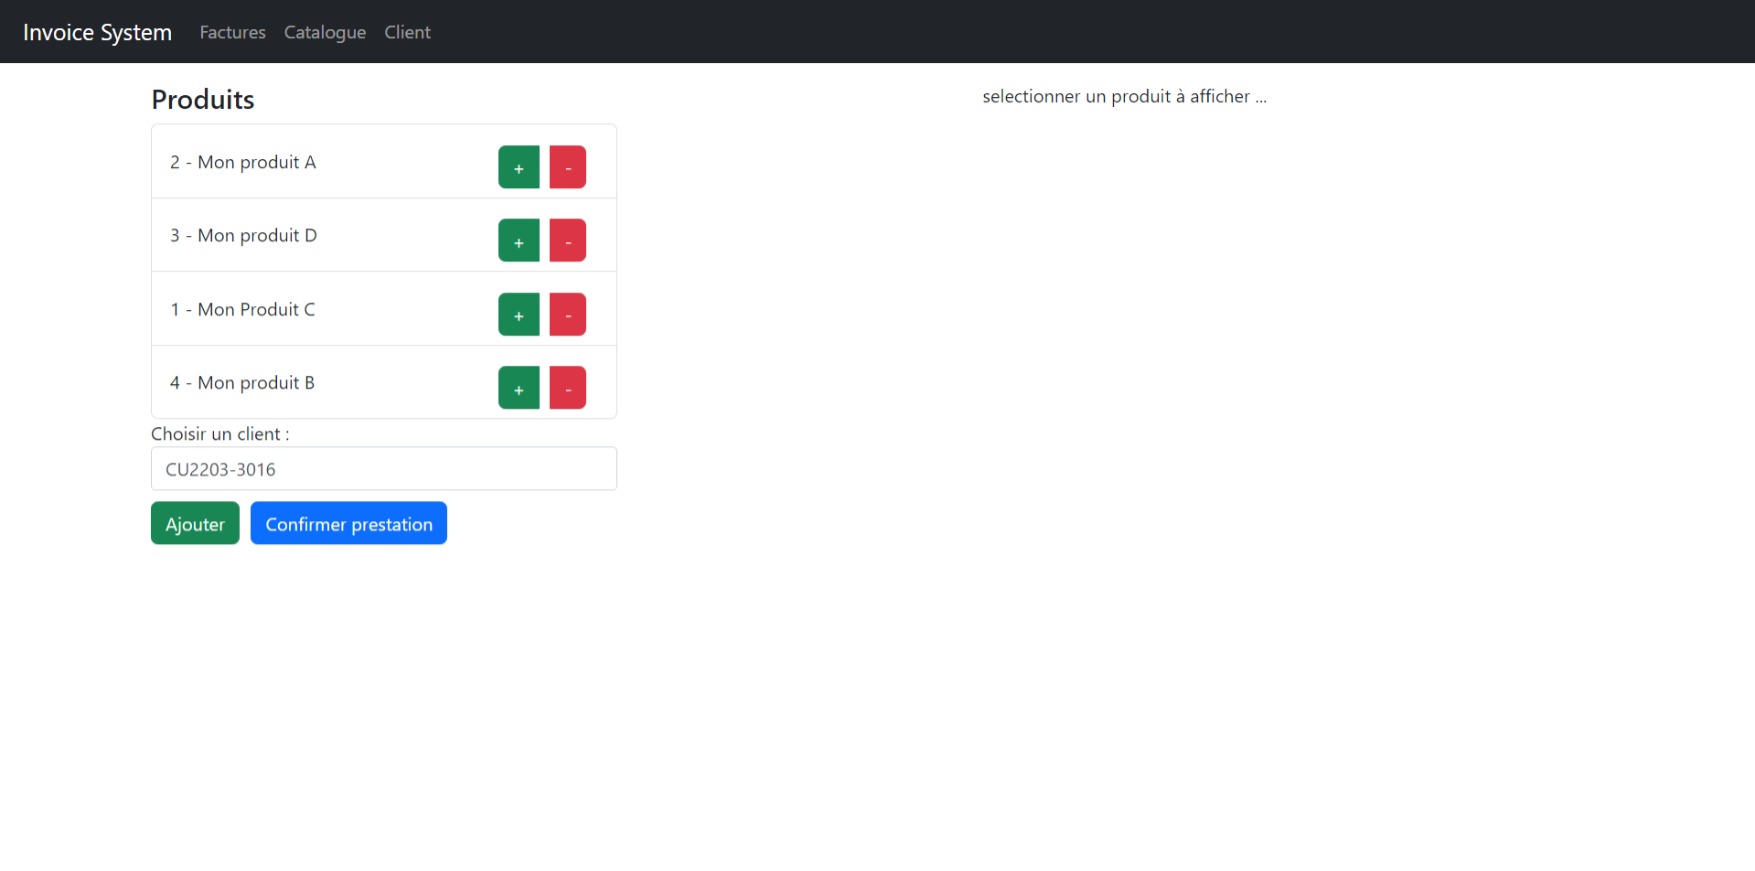 Invoice System Factures Catalogue Client
Produits
selectionner un produit à afficher ...
2 - Mon produit A + -
3 - Mon produit D + -
1 - Mon Produit C + -
4 - Mon produit B + -
Choisir un client :
CU2203-3016
Ajouter Confirmer prestation